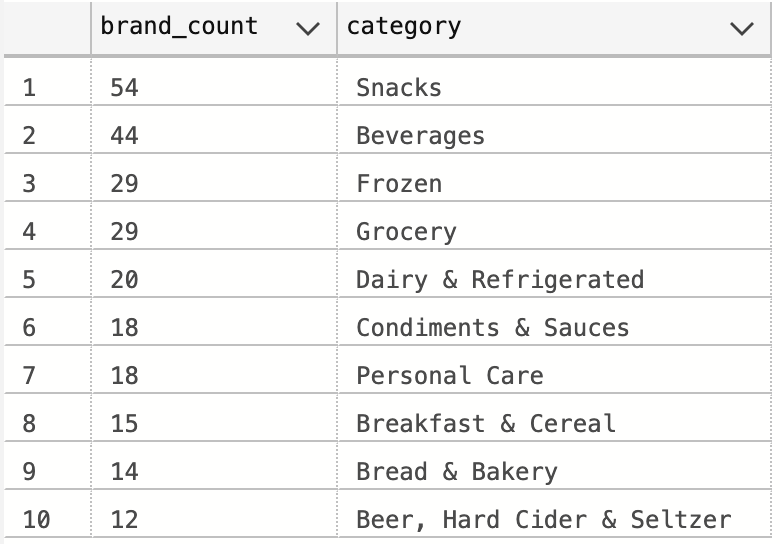 brand_count category
1 54 Snacks
2 44 Beverages
3 29 Frozen
4 29 Grocery
5 20 Dairy & Refrigerated
6 18 Condiments & Sauces
7 18 Personal Care
8 15 Breakfast & Cereal
9 14 Bread & Bakery
10 12 Beer, Hard Cider & Seltzer